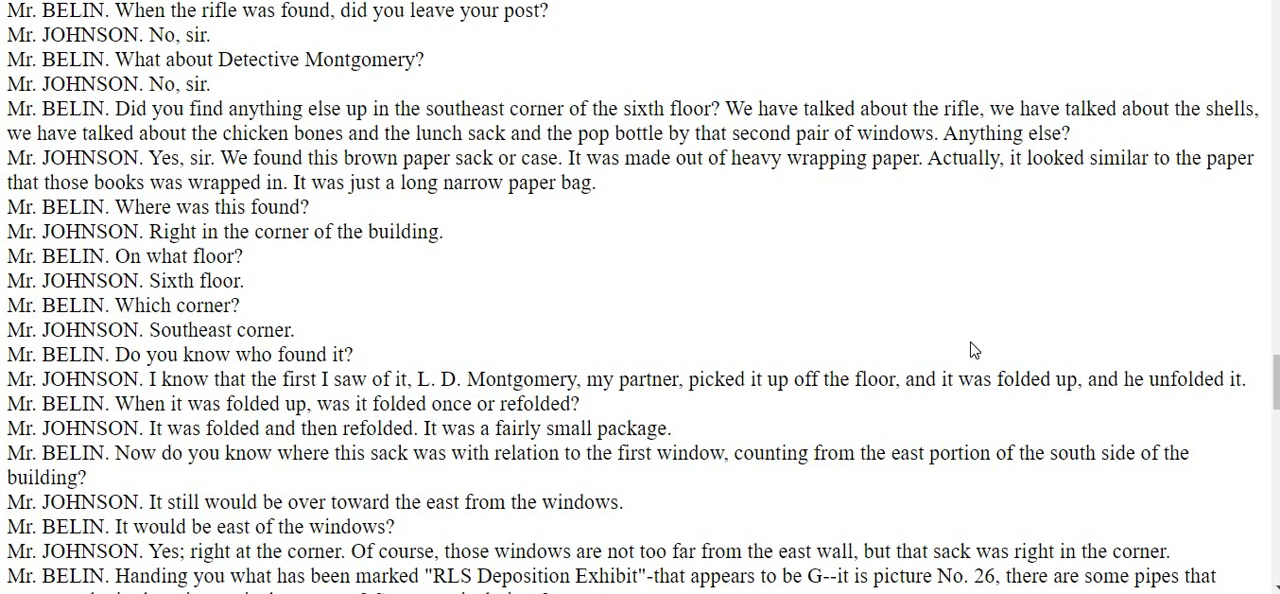 Mr. BELIN. When the rifle was found, did you leave your post?
Mr. JOHNSON. No, sir.
Mr. BELIN. What about Detective Montgomery?
Mr. JOHNSON. No, sir.
Mr. BELIN. Did you find anything else up in the southeast corner of the sixth floor? We have talked about the rifle, we have talked about the shells,
we have talked about the chicken bones and the lunch sack and the pop bottle by that second pair of windows. Anything else?
Mr. JOHNSON. Yes, sir. We found this brown paper sack or case. It was made out of heavy wrapping paper. Actually, it looked similar to the paper
that those books was wrapped in. It was just a long narrow paper bag.
Mr. BELIN. Where was this found?
Mr. JOHNSON. Right in the corner of the building.
Mr. BELIN. On what floor?
Mr. JOHNSON. Sixth floor.
Mr. BELIN. Which corner?
Mr. JOHNSON. Southeast corner.
Mr. BELIN. Do you know who found it?
Mr. JOHNSON. I know that the first I saw of it, L. D. Montgomery, my partner, picked it up off the floor, and it was folded up, and he unfolded it.
Mr. BELIN. When it was folded up, was it folded once or refolded?
Mr. JOHNSON. It was folded and then refolded. It was a fairly small package.
Mr. BELIN. Now do you know where this sack was with relation to the first window, counting from the east portion of the south side of the
building?
Mr. JOHNSON. It still would be over toward the east from the windows.
Mr. BELIN. It would be east of the windows?
Mr. JOHNSON. Yes; right at the corner. Of course, those windows are not too far from the east wall, but that sack was right in the corner.
Mr. BELIN. Handing you what has been marked "RLS Deposition Exhibit"-that appears to be G--it is picture No. 26, there are some pipes that